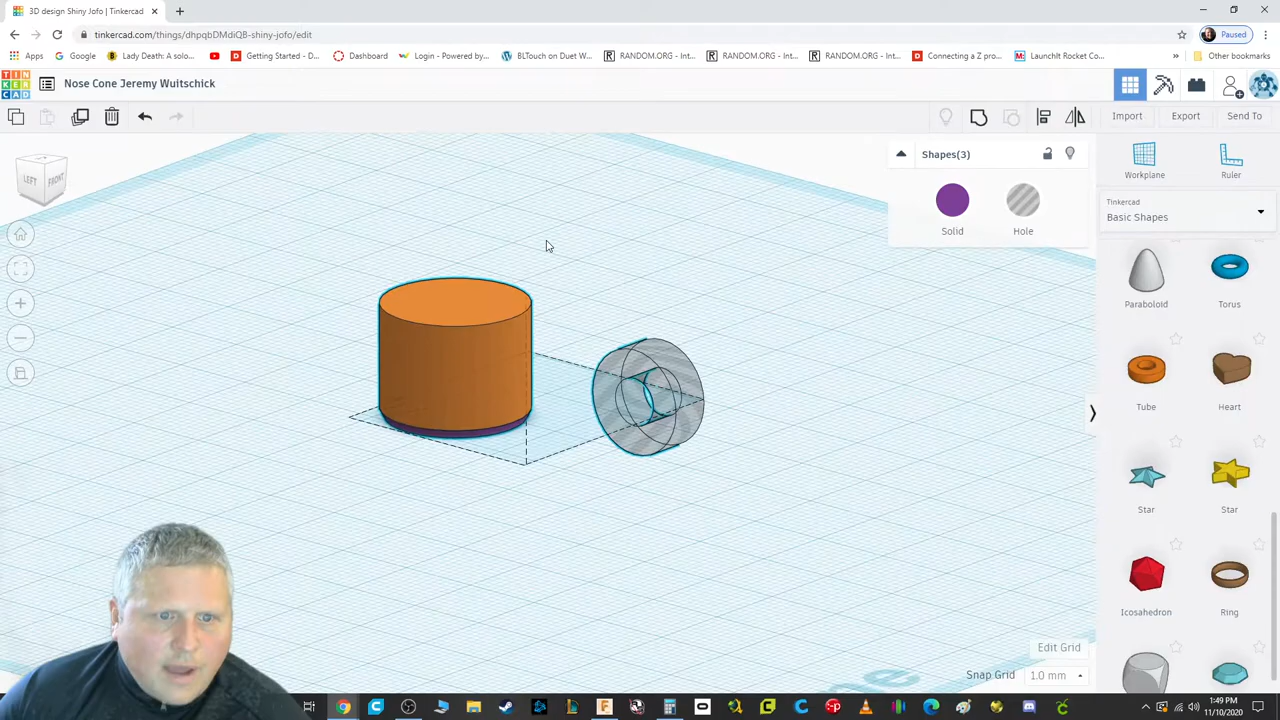 3D design Shiny Jofo | Tinkercad
tinkercad.com/things/dhpqbDMdiQB-shiny-jofo/edit
Paused
Apps Google Lady Death: A solo... Getting Started - D... Dashboard Login - Powered by... BLTouch on Duet W... RANDOM.ORG - Int... RANDOM.ORG - Int... RANDOM.ORG - Int... Connecting a Z pro... LaunchIt Rocket Co... » Other bookmarks
TIN
KER
CAD
Nose Cone Jeremy Wuitschick
Import Export Send To
Shapes(3)
Solid Hole
LEFT FRONT
Workplane Ruler
Tinkercad
Basic Shapes
Paraboloid Torus
Tube Heart
Star Star
Icosahedron Ring
Edit Grid
Snap Grid 1.0 mm
1:49 PM
11/10/2020